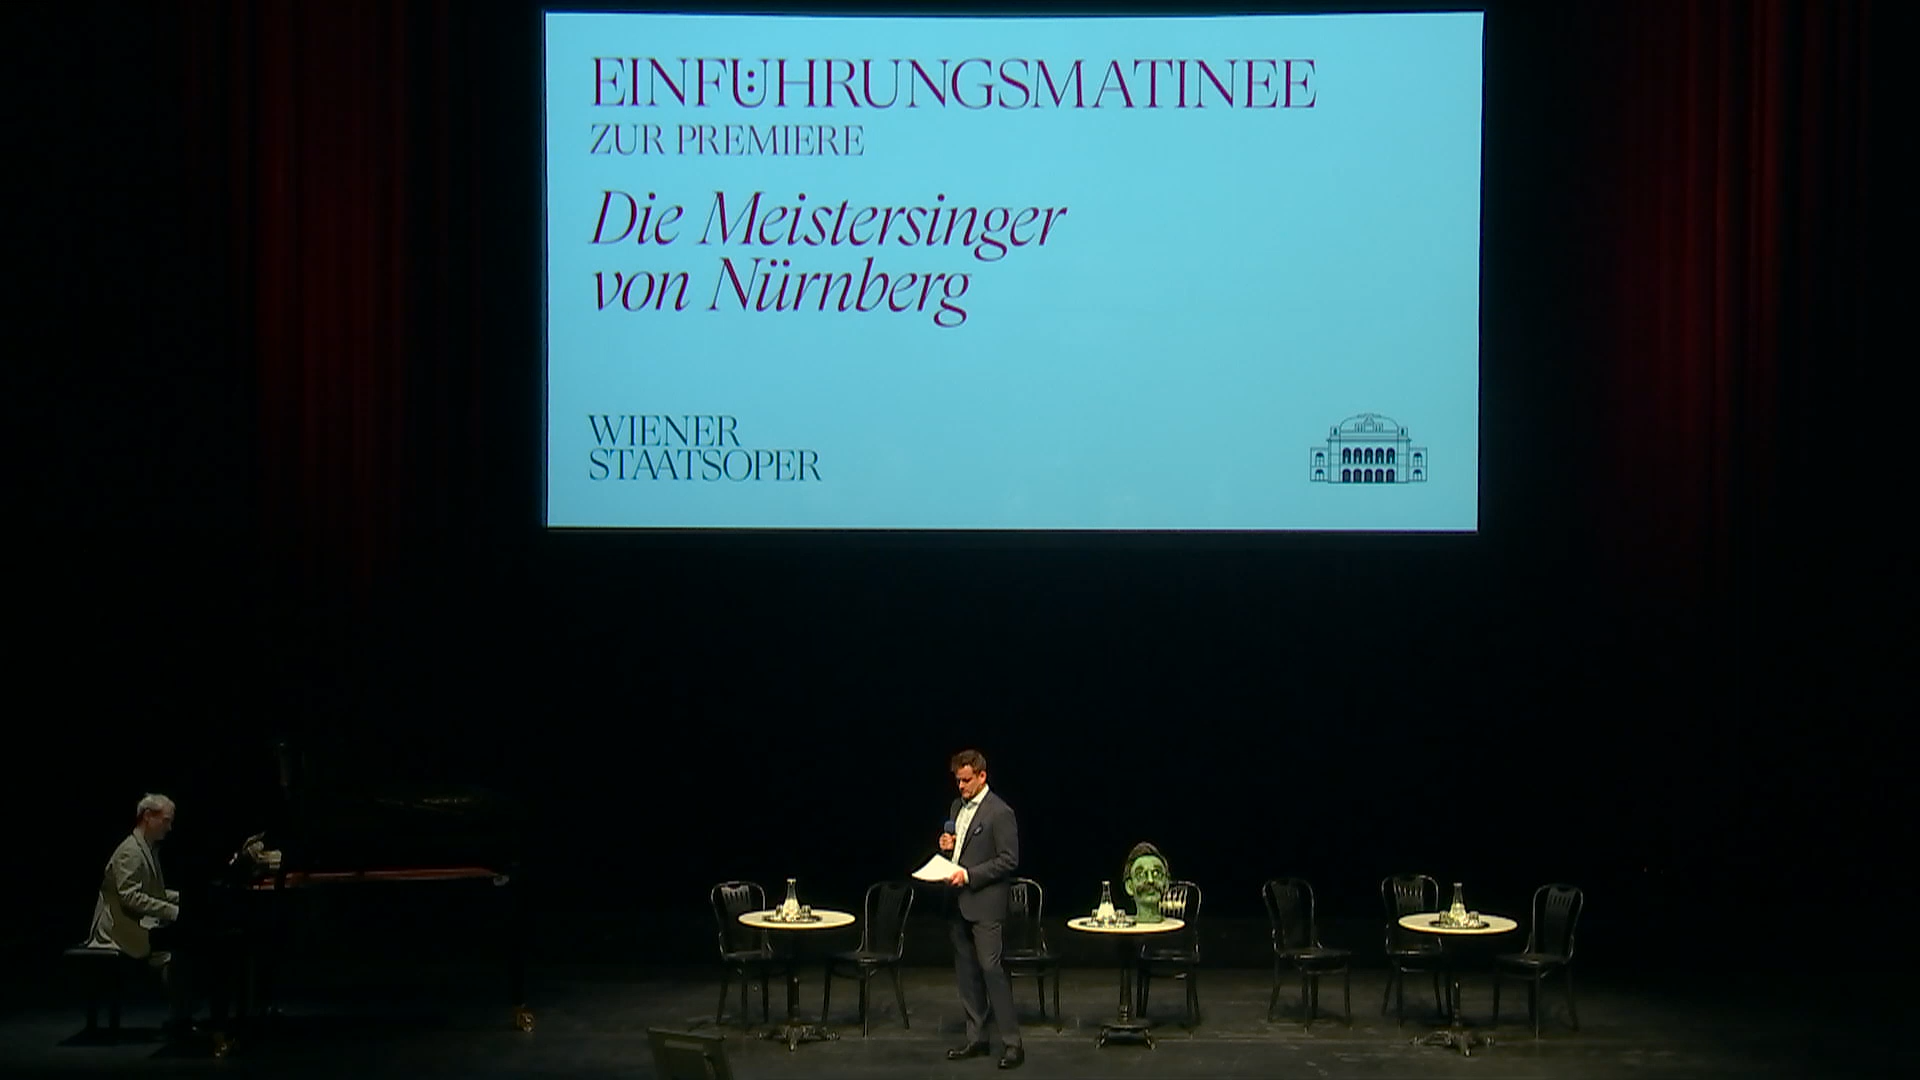 EINFÜHRUNGSMATINEE
ZUR PREMIERE
Die Meistersinger
von Nürnberg
WIENER
STAATSOPER